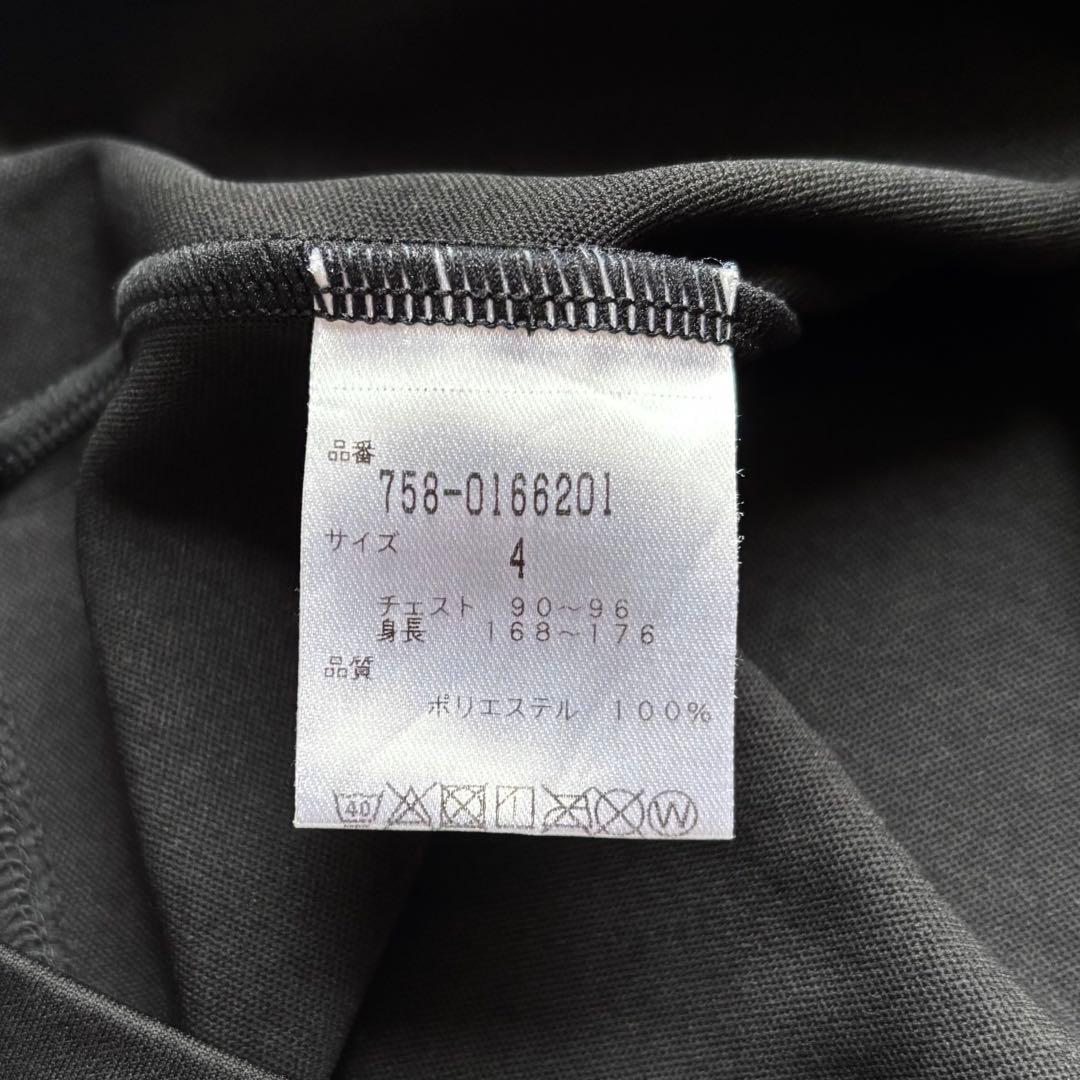 品番
758-0166201
サイズ 4
チェスト 90~96
身長 168~176
品質
ポリエステル 100%
40 W